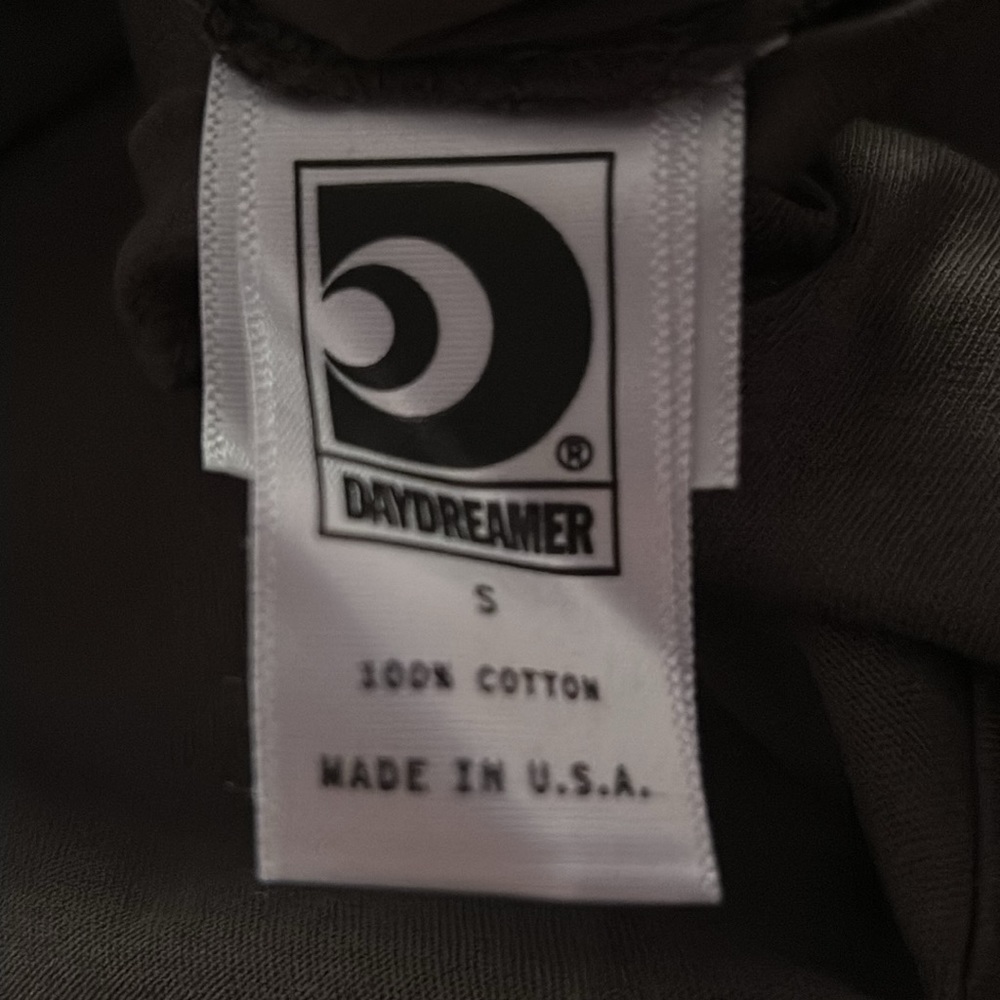 ®
DAYDREAMER
S
100% COTTON
MADE IN U.S.A.